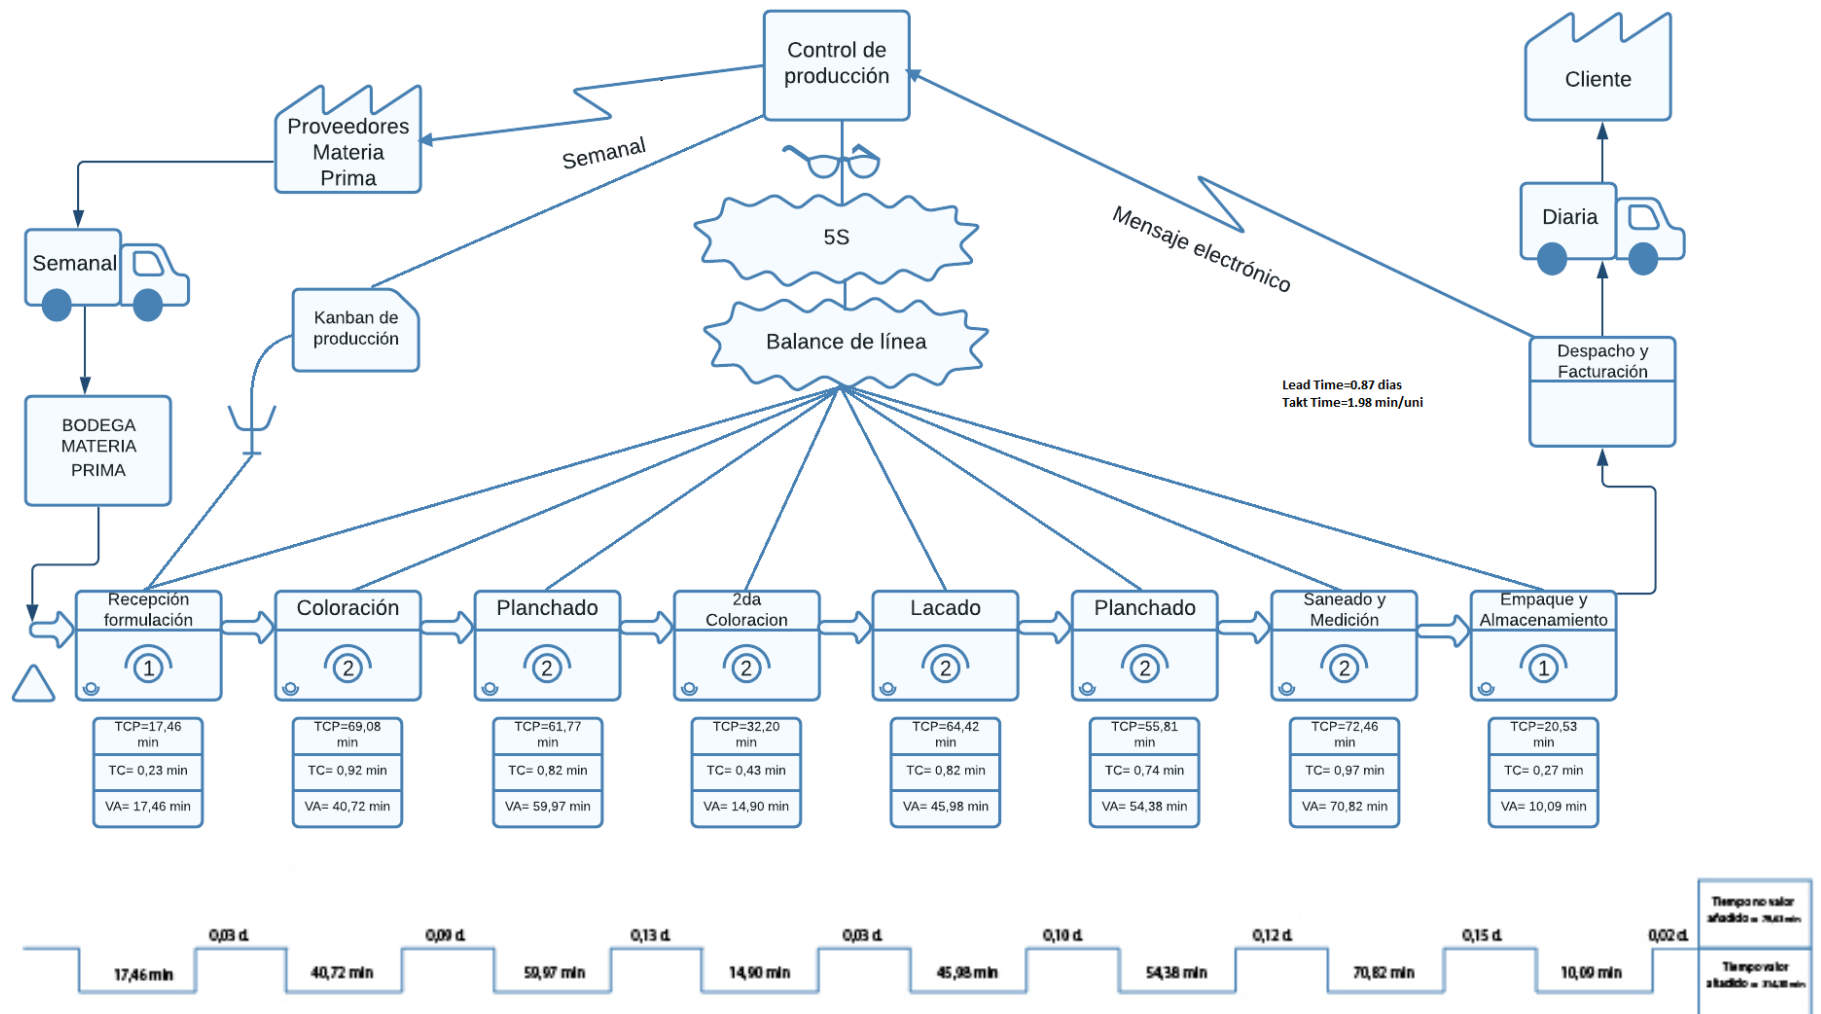 Control de
producción
Cliente
Proveedores
Materia
Prima
Semanal
Semanal
Diaria
Mensaje electrónico
5S
Kanban de
producción
Balance de línea
Despacho y
Facturación
Lead Time=0.87 dias
Takt Time=1.98 min/uni
BODEGA
MATERIA
PRIMA
Recepción
formulación
1
Coloración
2
Planchado
2
2da
Coloracion
2
Lacado
2
Planchado
2
Saneado y
Medición
2
Empaque y
Almacenamiento
1
TCP=17,46
min
TC= 0,23 min
VA= 17,46 min
TCP=69,08
min
TC= 0,92 min
VA= 40,72 min
TCP=61,77
min
TC= 0,82 min
VA= 59,97 min
TCP=32,20
min
TC= 0,43 min
VA= 14,90 min
TCP=64,42
min
TC= 0,82 min
VA= 45,98 min
TCP=55,81
min
TC= 0,74 min
VA= 54,38 min
TCP=72,46
min
TC= 0,97 min
VA= 70,82 min
TCP=20,53
min
TC= 0,27 min
VA= 10,09 min
0,03 d
0,09 d
0,13 d
0,03 d
0,10 d
0,12 d
0,15 d
0,02 d
17,46 min
40,72 min
59,97 min
14,90 min
45,98 min
54,38 min
70,82 min
10,09 min
Tiempo no valor
añadido = min
Tiempo valor
añadido = min